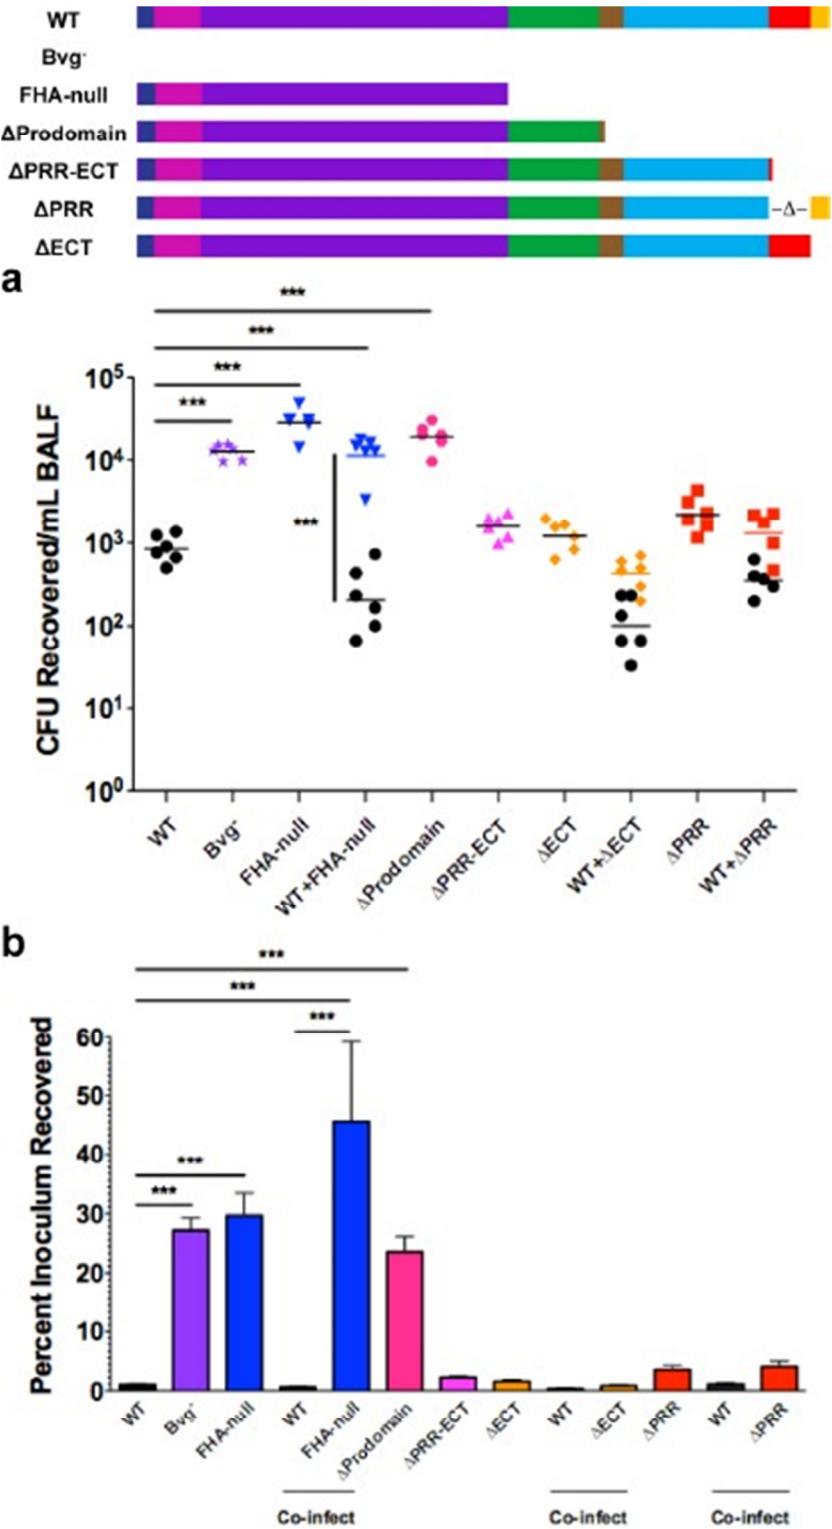 WT
Bvg-
FHA-null
ΔProdomain
ΔPRR-ECT
ΔPRR
-Δ-
ΔECT
a
***
***
***
***
***
CFU Recovered/mL BALF
10⁵
10⁴
10³
10²
10¹
10⁰
WT
Bvg-
FHA-null
WT+FHA-null
ΔProdomain
ΔPRR-ECT
ΔECT
WT+ΔECT
ΔPRR
WT+ΔPRR
b
***
***
***
***
***
Percent Inoculum Recovered
60
50
40
30
20
10
0
WT
Bvg-
FHA-null
WT
FHA-null
ΔProdomain
ΔPRR-ECT
ΔECT
WT
ΔECT
ΔPRR
WT
ΔPRR
Co-infect
Co-infect
Co-infect